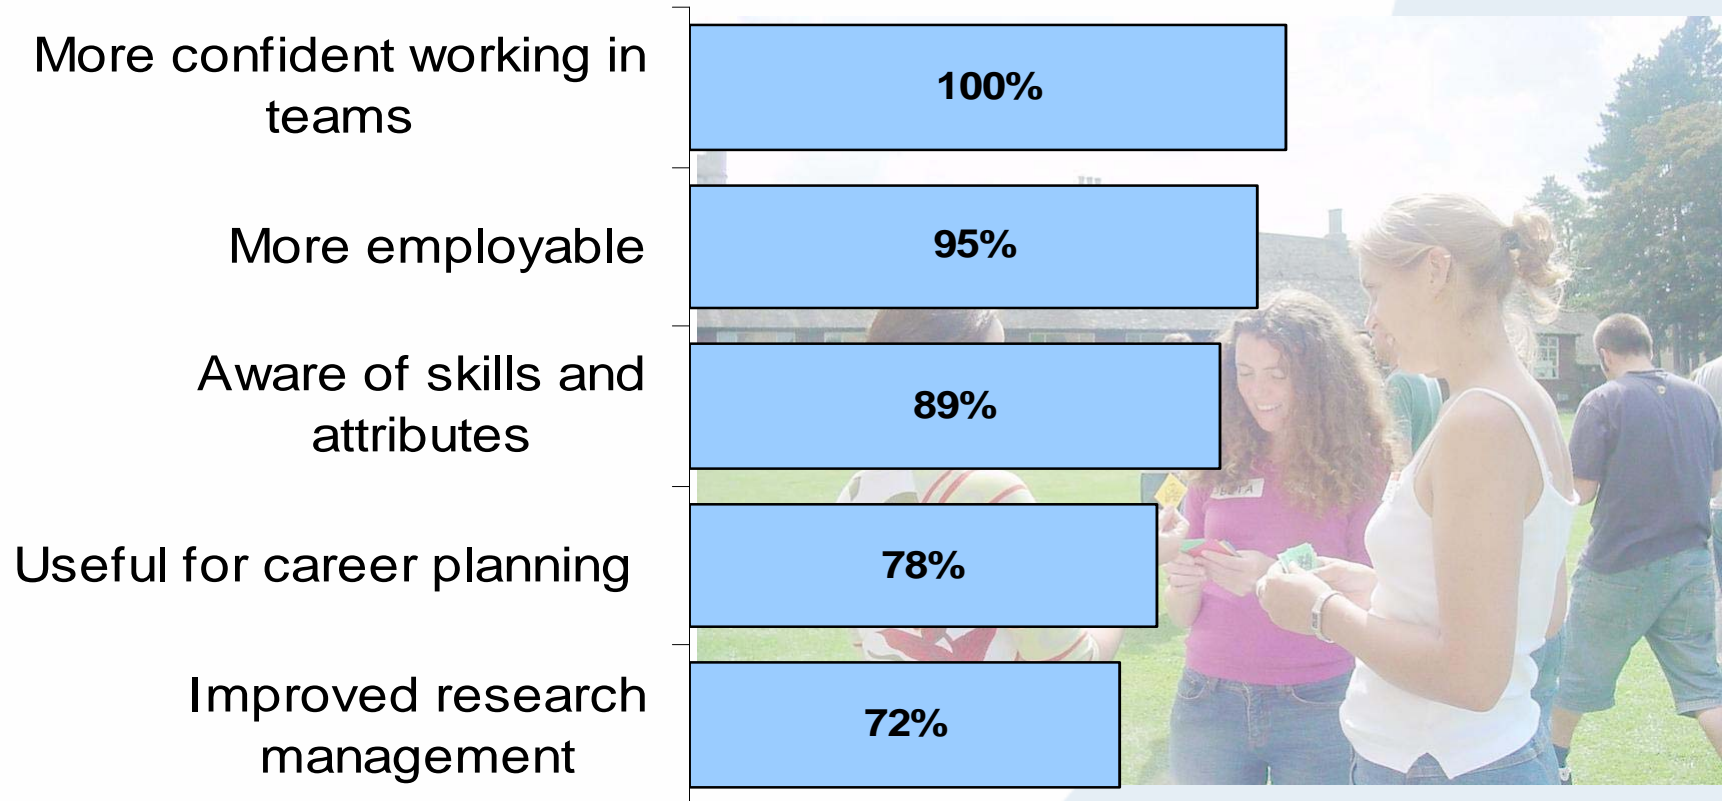 More confident working in
teams
100%
More employable
95%
Aware of skills and
attributes
89%
Useful for career planning
78%
Improved research
management
72%